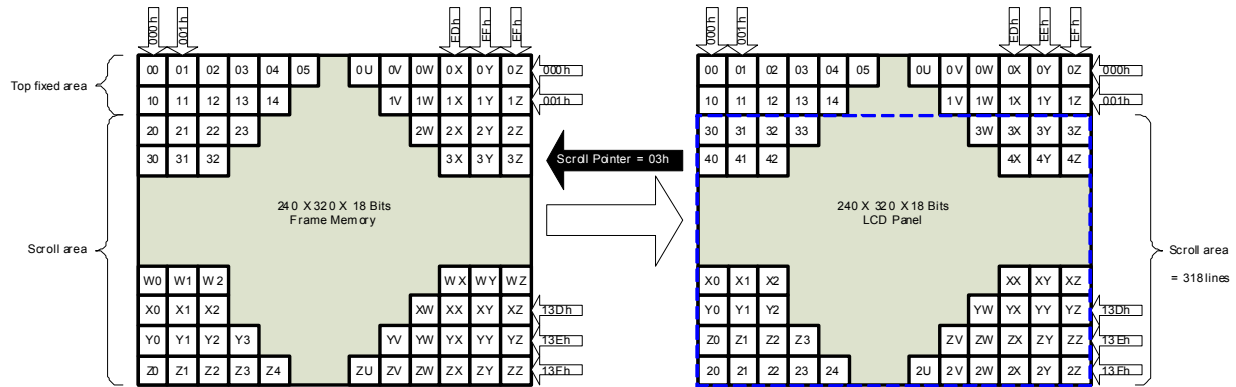 000h 001h EDh EEh EFh 000h 001h EDh EEh EFh
00 01 02 03 04 05 0U 0V 0W 0X 0Y 0Z 000h 00 01 02 03 04 05 0U 0V 0W 0X 0Y 0Z 000h
Top fixed area
10 11 12 13 14 1V 1W 1X 1Y 1Z 001h 10 11 12 13 14 1V 1W 1X 1Y 1Z 001h
20 21 22 23 2W 2X 2Y 2Z 30 31 32 33 3W 3X 3Y 3Z
30 31 32 3X 3Y 3Z Scroll Pointer = 03h 40 41 42 4X 4Y 4Z
240 X 320 X 18 Bits
Frame Memory
240 X 320 X 18 Bits
LCD Panel
Scroll area
Scroll area
= 318 lines
W0 W1 W2 WX WY WZ X0 X1 X2 XX XY XZ
X0 X1 X2 XW XX XY XZ 13Dh Y0 Y1 Y2 YW YX YY YZ 13Dh
Y0 Y1 Y2 Y3 YV YW YX YY YZ 13Eh Z0 Z1 Z2 Z3 ZV ZW ZX ZY ZZ 13Eh
Z0 Z1 Z2 Z3 Z4 ZU ZV ZW ZX ZY ZZ 13Fh 20 21 22 23 24 2U 2V 2W 2X 2Y 2Z 13Fh